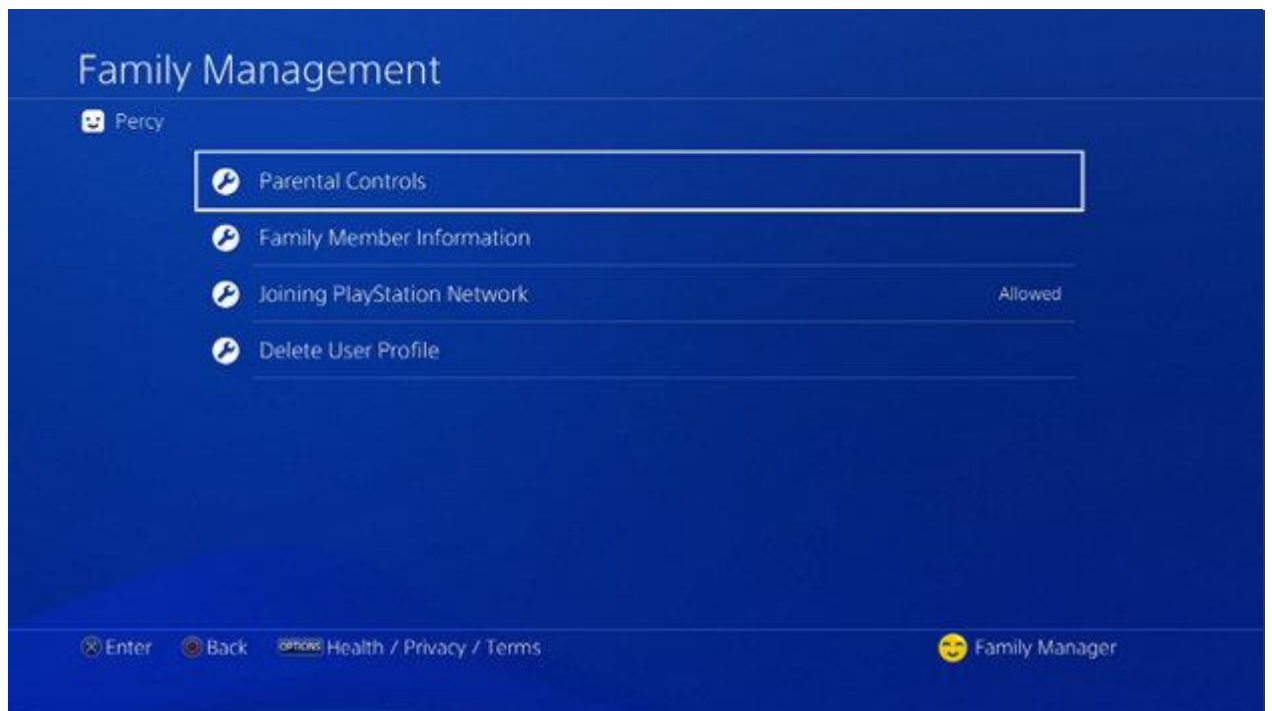 Family Management
Percy
Parental Controls
Family Member Information
Joining PlayStation Network Allowed
Delete User Profile
Enter Back OPTIONS Health / Privacy / Terms Family Manager